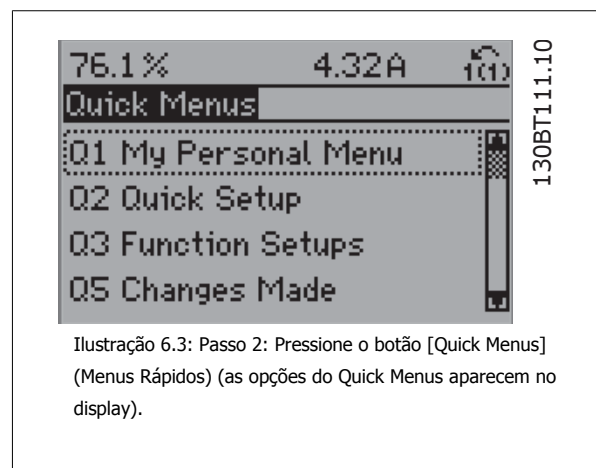 76.1% 4.32A 1(1)
Quick Menus
Q1 My Personal Menu
Q2 Quick Setup
Q3 Function Setups
Q5 Changes Made
130BT111.10
Ilustração 6.3: Passo 2: Pressione o botão [Quick Menus]
(Menus Rápidos) (as opções do Quick Menus aparecem no
display).